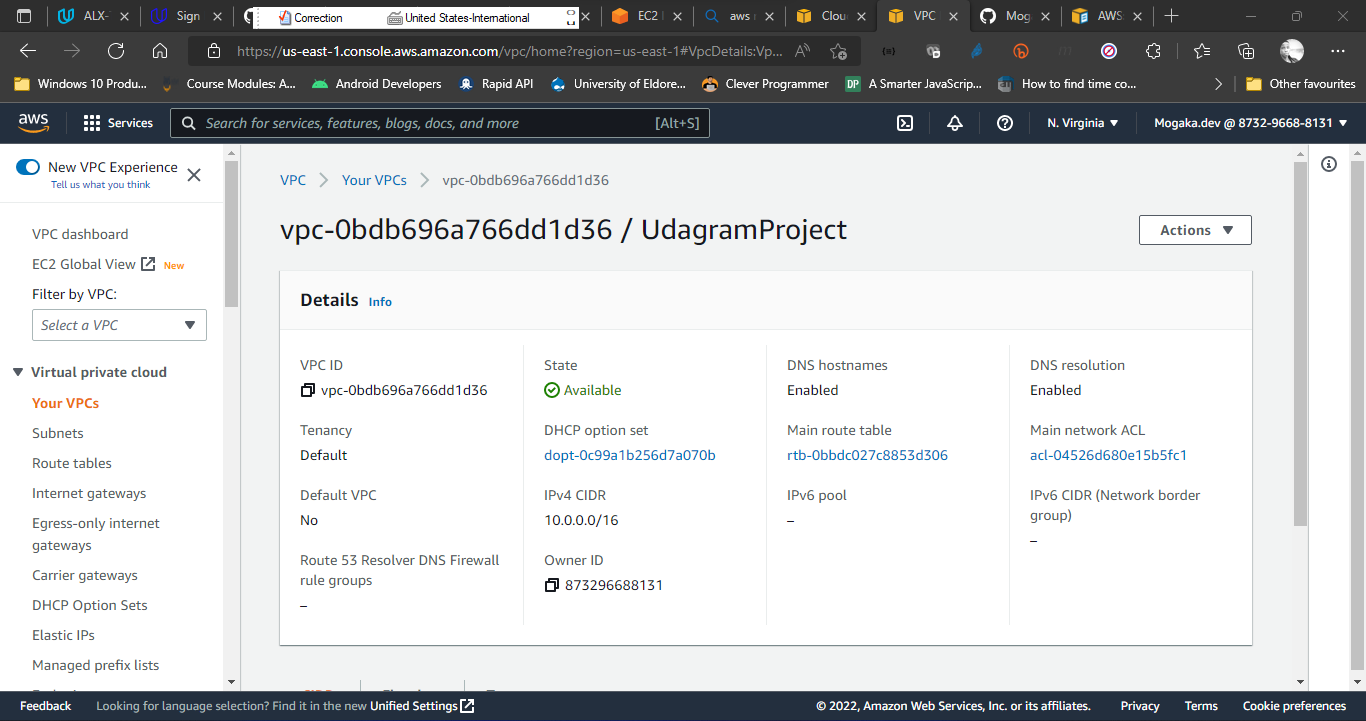 ALX-
Sign
Correction
United States-International
EC2
aws
Clou
VPC
Mog
AWS
https://us-east-1.console.aws.amazon.com/vpc/home?region=us-east-1#VpcDetails:Vp...
Windows 10 Produ...
Course Modules: A...
Android Developers
Rapid API
University of Eldore...
Clever Programmer
DP
A Smarter JavaScrip...
How to find time co...
Other favourites
aws
Services
Search for services, features, blogs, docs, and more
[Alt+S]
N. Virginia
Mogaka.dev @ 8732-9668-8131
New VPC Experience
Tell us what you think
VPC dashboard
EC2 Global View
New
Filter by VPC:
Select a VPC
Virtual private cloud
Your VPCs
Subnets
Route tables
Internet gateways
Egress-only internet
gateways
Carrier gateways
DHCP Option Sets
Elastic IPs
Managed prefix lists
VPC
Your VPCs
vpc-0bdb696a766dd1d36
vpc-0bdb696a766dd1d36 / UdagramProject
Actions
Details
Info
VPC ID
vpc-0bdb696a766dd1d36
State
Available
DNS hostnames
Enabled
DNS resolution
Enabled
Tenancy
Default
DHCP option set
dopt-0c99a1b256d7a070b
Main route table
rtb-0bbdc027c8853d306
Main network ACL
acl-04526d680e15b5fc1
Default VPC
No
IPv4 CIDR
10.0.0.0/16
IPv6 pool
–
IPv6 CIDR (Network border
group)
–
Route 53 Resolver DNS Firewall
rule groups
–
Owner ID
873296688131
Feedback
Looking for language selection? Find it in the new Unified Settings
© 2022, Amazon Web Services, Inc. or its affiliates.
Privacy
Terms
Cookie preferences